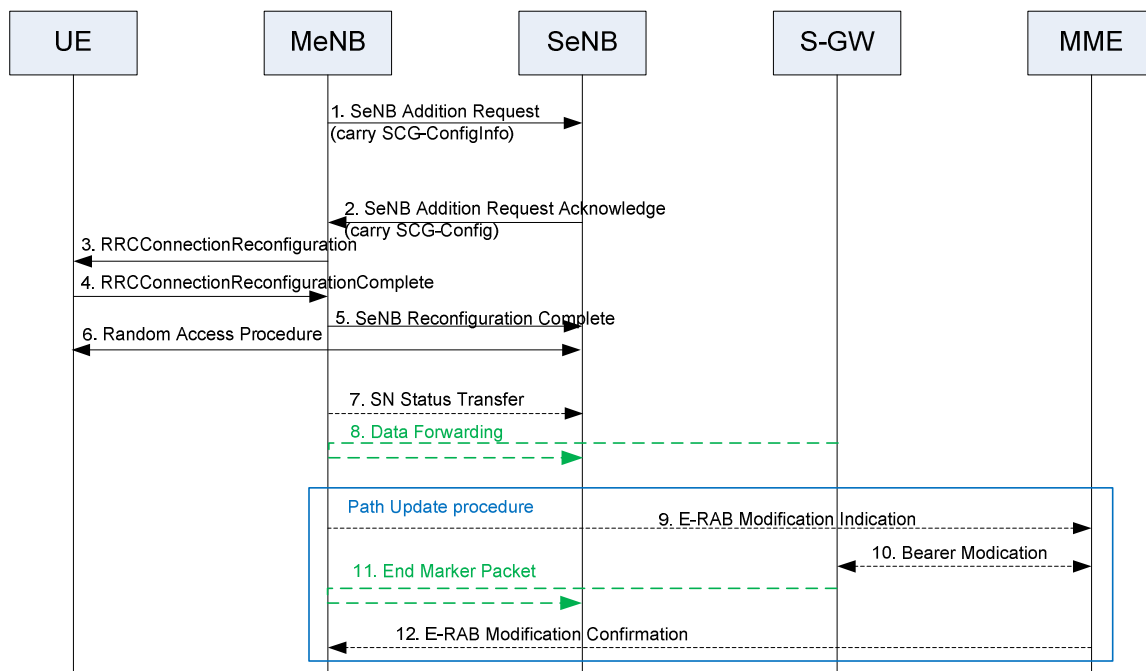 UE
MeNB
SeNB
S-GW
MME
1. SeNB Addition Request
(carry SCG-ConfigInfo)
2. SeNB Addition Request Acknowledge
(carry SCG-Config)
3. RRCConnectionReconfiguration
4. RRCConnectionReconfigurationComplete
5. SeNB Reconfiguration Complete
6. Random Access Procedure
7. SN Status Transfer
8. Data Forwarding
Path Update procedure
9. E-RAB Modification Indication
10. Bearer Modication
11. End Marker Packet
12. E-RAB Modification Confirmation